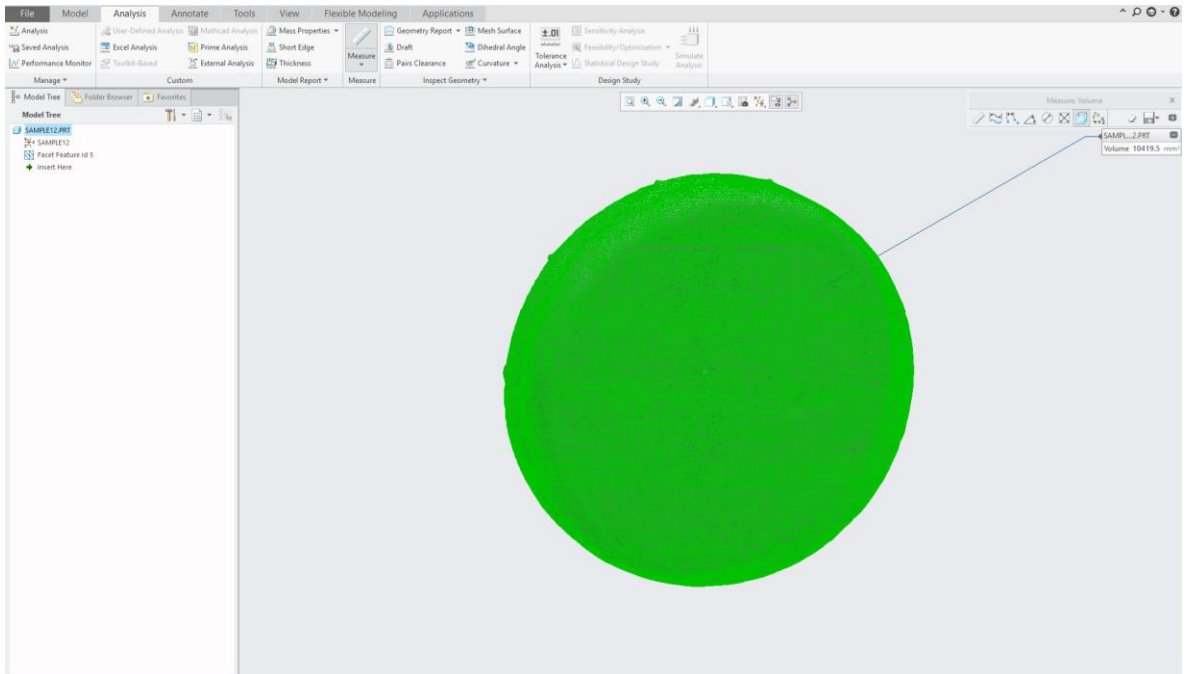 File Model Analysis Annotate Tools View Flexible Modeling Applications
Analysis User-Defined Analysis Mathcad Analysis Mass Properties Geometry Report Mesh Surface ±.01 Sensitivity Analysis
Saved Analysis Excel Analysis Prime Analysis Short Edge Measure Draft Dihedral Angle Tolerance Analysis Feasibility/Optimization Simulate Analysis
Performance Monitor Toolkit-Based External Analysis Thickness Pairs Clearance Curvature Statistical Design Study
Manage Custom Model Report Measure Inspect Geometry Design Study
Model Tree Folder Browser Favorites
Measure: Volume
Model Tree
SAMPLE12.PRT
SAMPL...2.PRT
SAMPLE12
Volume 10419.5 mm³
Facet Feature id 5
Insert Here